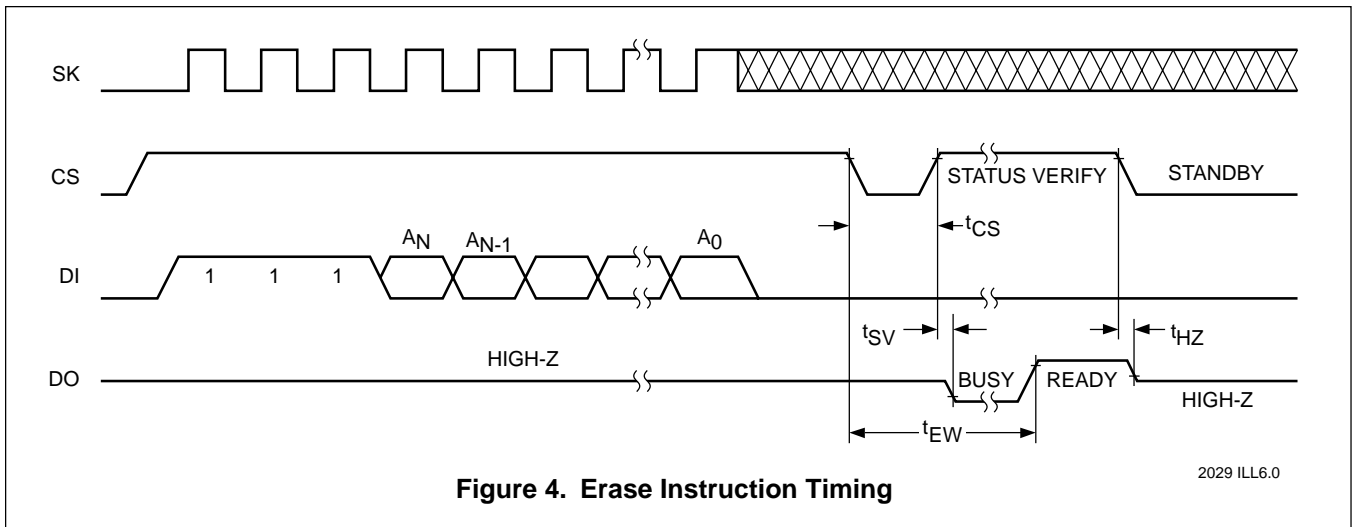 SK
CS
STATUS VERIFY
STANDBY
tCS
AN
AN-1
A0
DI
1 1 1
tSV
tHZ
HIGH-Z
DO
BUSY
READY
HIGH-Z
tEW
2029 ILL6.0
Figure 4. Erase Instruction Timing